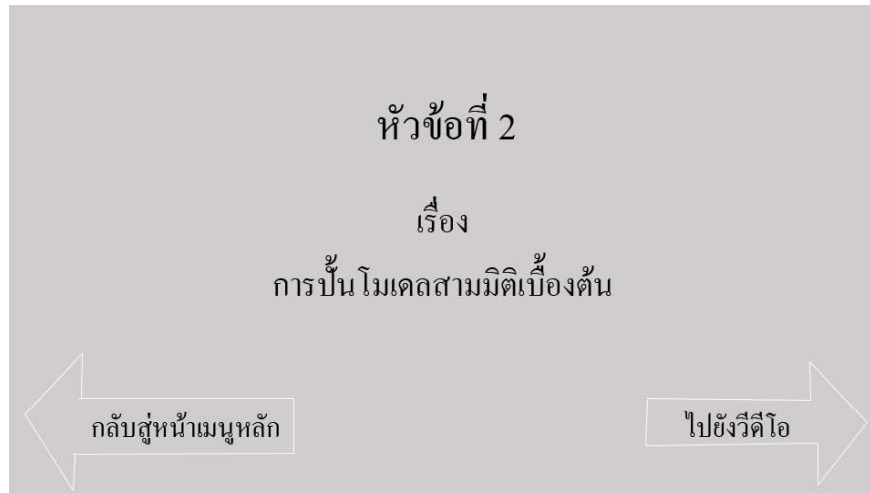 หัวข้อที่ 2
เรื่อง
การปั้นโมเดลสามมิติเบื้องต้น
กลับสู่หน้าเมนูหลัก
ไปยังวีดีโอ